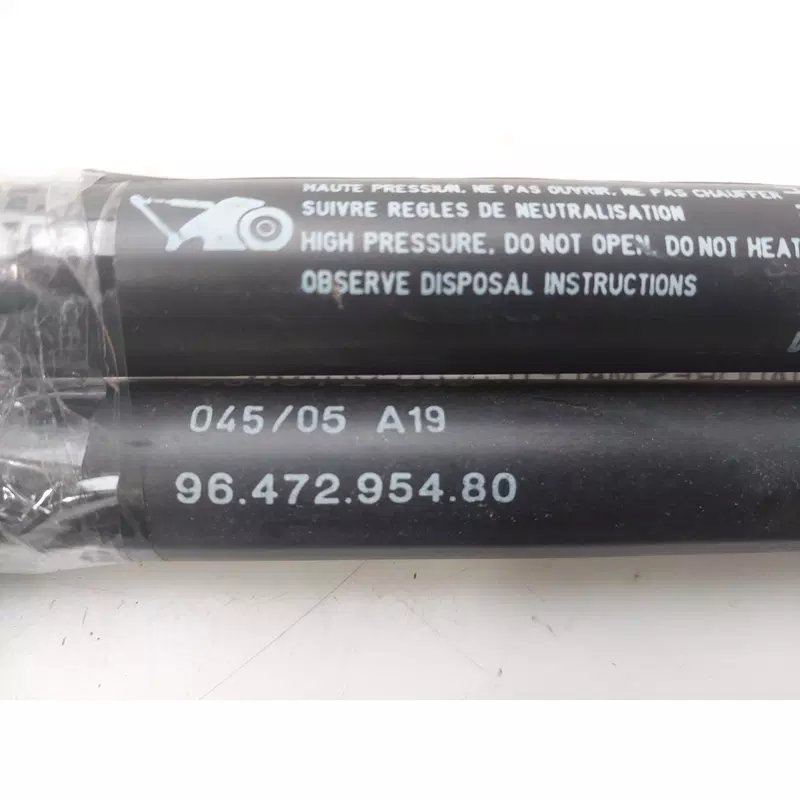 HAUTE PRESSION, NE PAS OUVRIR, NE PAS CHAUFFER
SUIVRE REGLES DE NEUTRALISATION
HIGH PRESSURE, DO NOT OPEN, DO NOT HEAT
OBSERVE DISPOSAL INSTRUCTIONS
045/05 A19
96.472.954.80